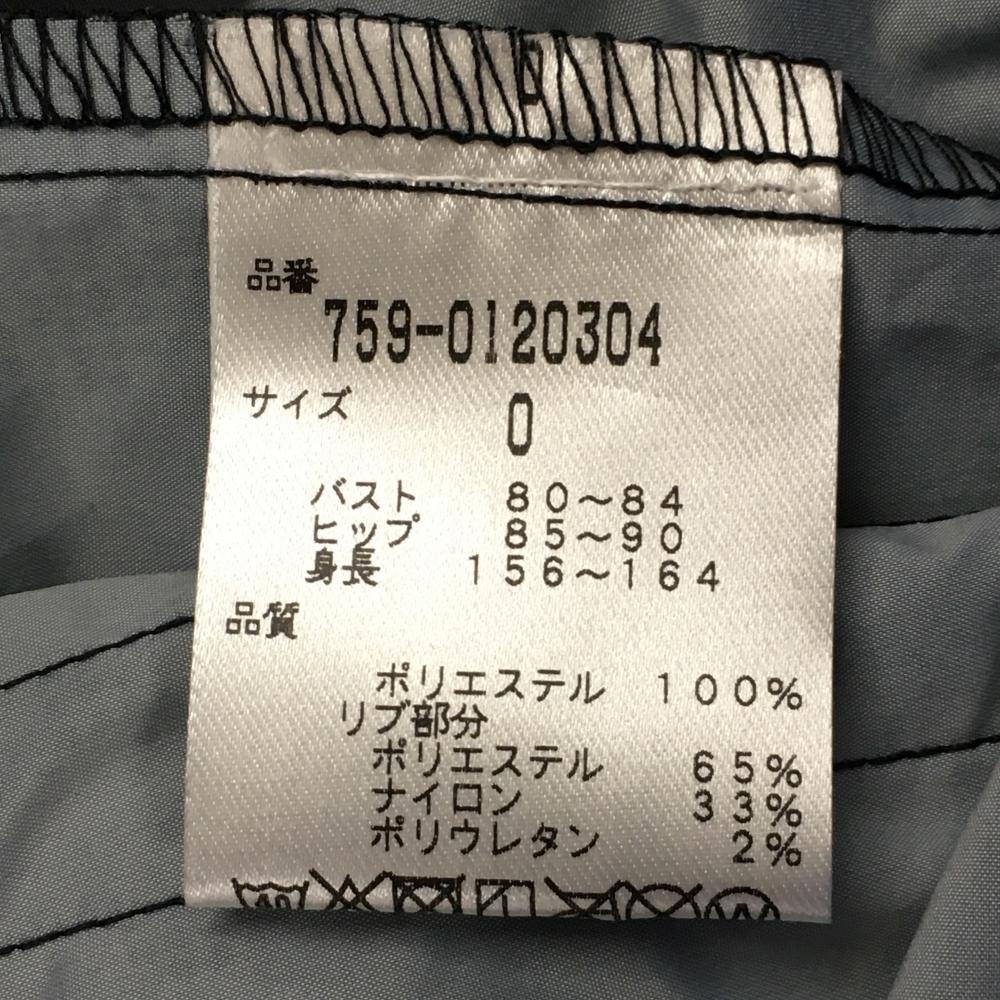 品番
759-0120304
サイズ 0
バスト 80～84
ヒップ 85～90
身長 156～164
品質
ポリエステル 100%
リブ部分
ポリエステル 65%
ナイロン 33%
ポリウレタン 2%